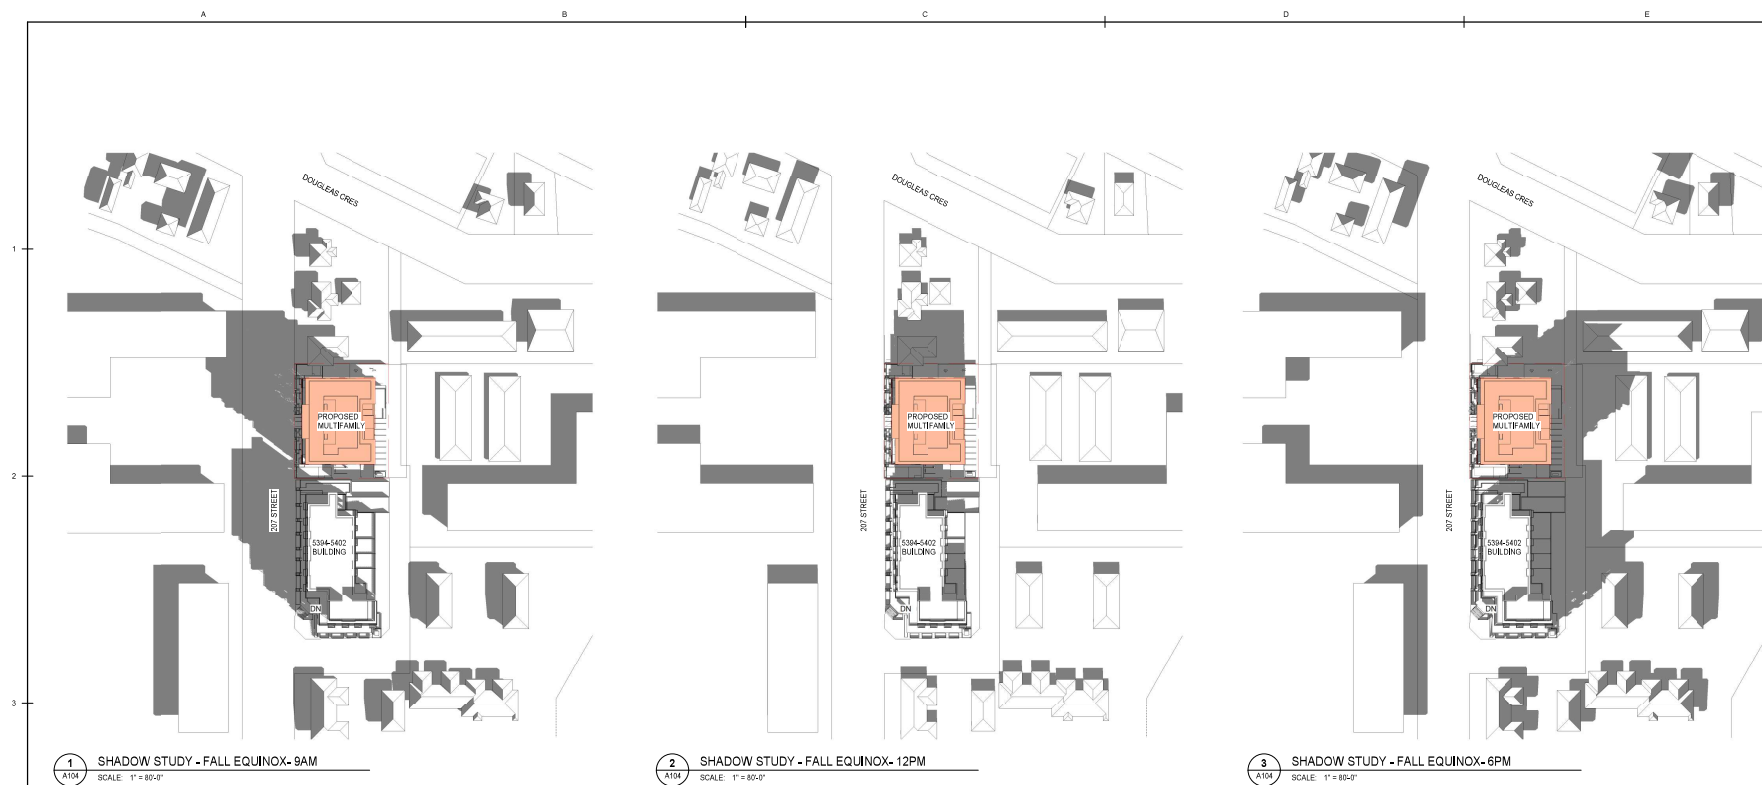 A
B
C
D
E
1
2
3
DOUGLEAS CRES
PROPOSED
MULTIFAMILY
207 STREET
5394-5402
BUILDING
DN
DOUGLEAS CRES
PROPOSED
MULTIFAMILY
207 STREET
5394-5402
BUILDING
DN
DOUGLEAS CRES
PROPOSED
MULTIFAMILY
207 STREET
5394-5402
BUILDING
DN
1
A104
SHADOW STUDY - FALL EQUINOX- 9AM
SCALE: 1" = 80'-0"
2
A104
SHADOW STUDY - FALL EQUINOX- 12PM
SCALE: 1" = 80'-0"
3
A104
SHADOW STUDY - FALL EQUINOX- 6PM
SCALE: 1" = 80'-0"